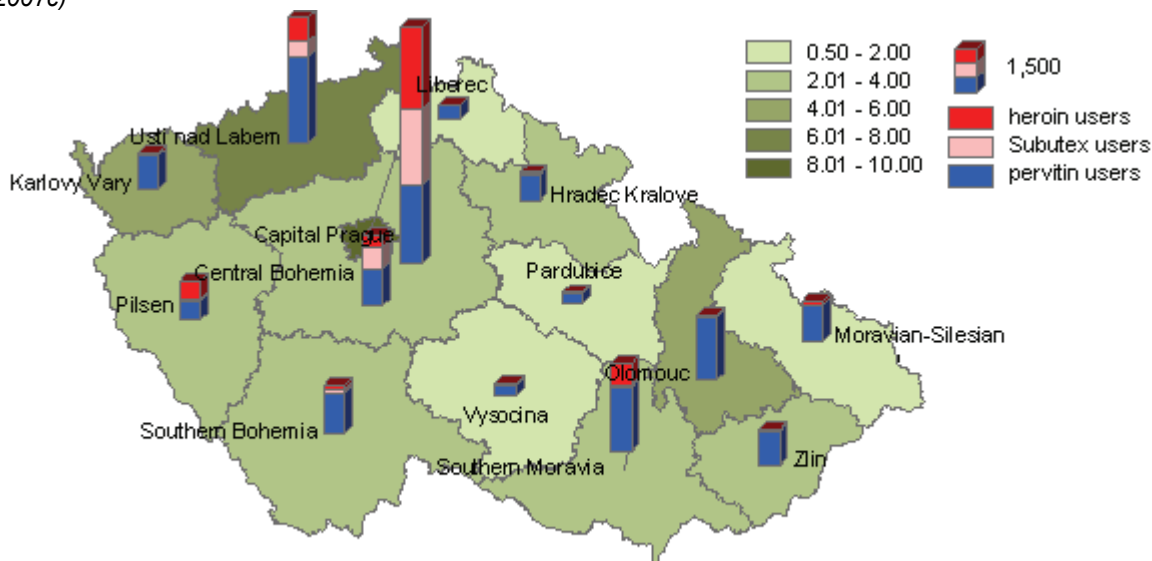 2007c)
0.50 - 2.00
2.01 - 4.00
4.01 - 6.00
6.01 - 8.00
8.01 - 10.00
1,500
heroin users
Subutex users
pervitin users
Liberec
Usti nad Labem
Karlovy Vary
Hradec Kralove
Capital Prague
Central Bohemia
Pardubice
Pilsen
Moravian-Silesian
Olomouc
Vysocina
Southern Bohemia
Southern Moravia
Zlin